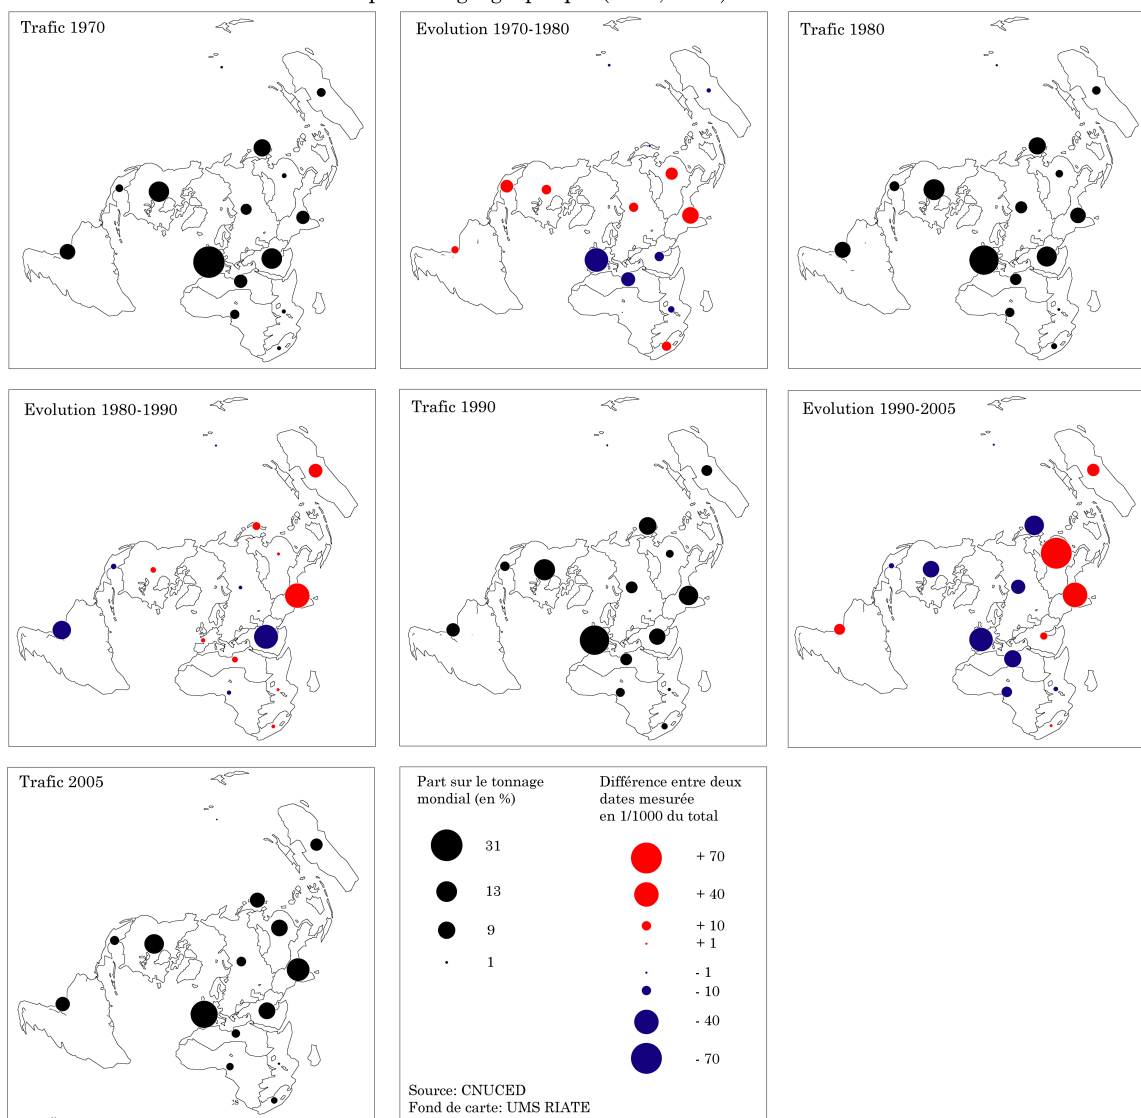 Trafic 1970
Evolution 1970-1980
Trafic 1980
Evolution 1980-1990
Trafic 1990
Evolution 1990-2005
Trafic 2005
Part sur le tonnage
mondial (en %)
31
13
9
1
Différence entre deux
dates mesurée
en 1/1000 du total
+ 70
+ 40
+ 10
+ 1
- 1
- 10
- 40
- 70
Source: CNUCED
Fond de carte: UMS RIATE